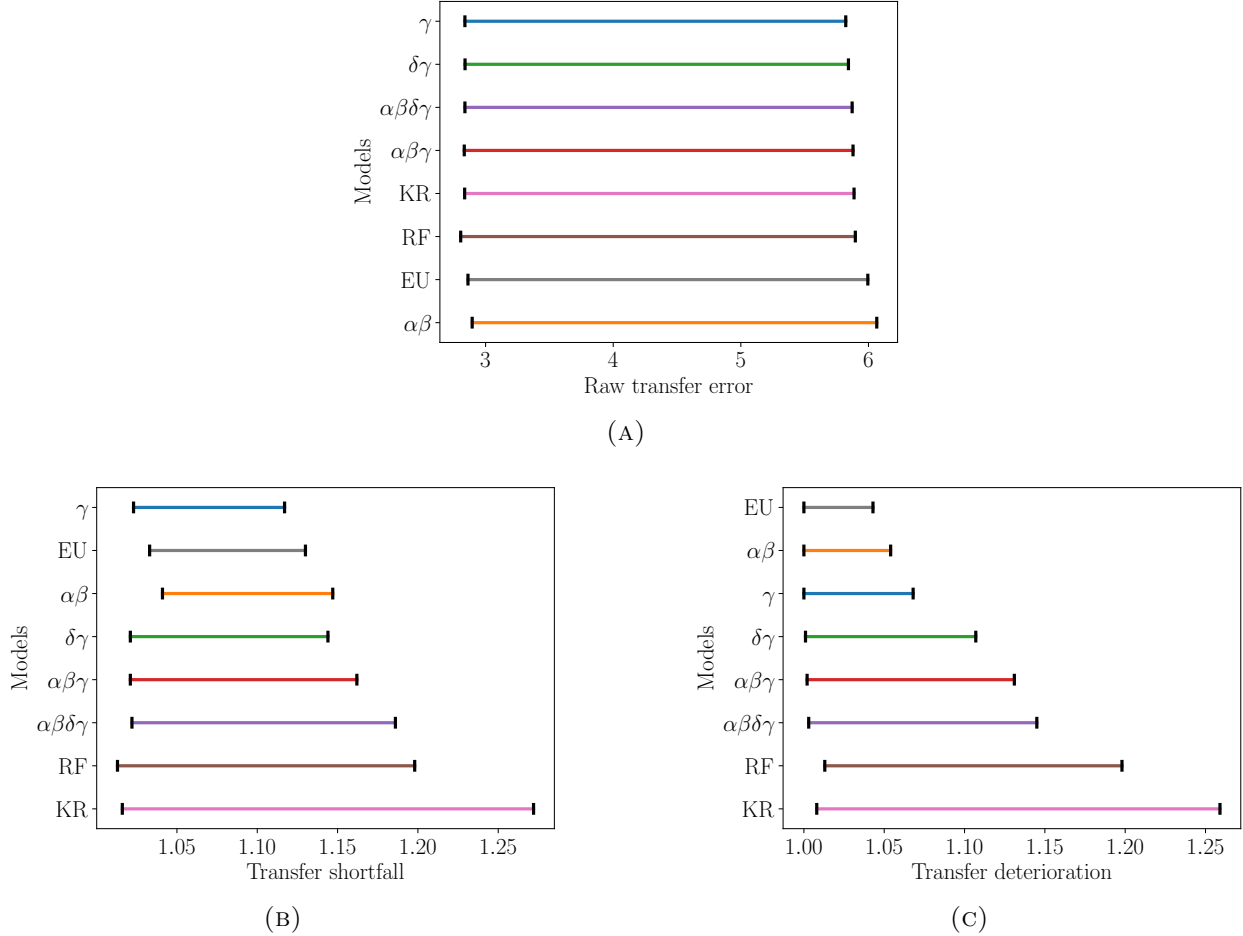 γ
δγ
αβδγ
αβγ
KR
RF
EU
αβ
Models
3 4 5 6
Raw transfer error
(A)
γ
EU
αβ
δγ
αβγ
αβδγ
RF
KR
Models
1.05 1.10 1.15 1.20 1.25
Transfer shortfall
(B)
EU
αβ
γ
δγ
αβγ
αβδγ
RF
KR
Models
1.00 1.05 1.10 1.15 1.20 1.25
Transfer deterioration
(C)